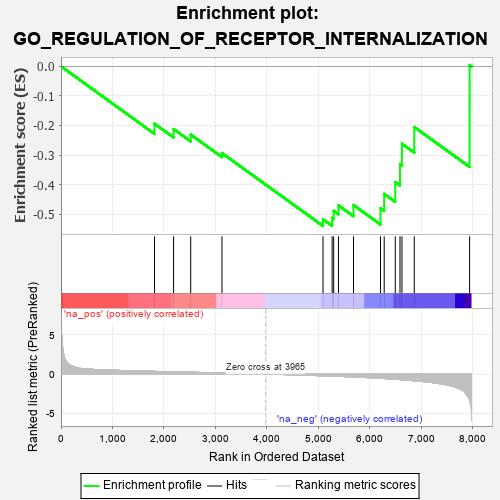 Enrichment plot:
GO_REGULATION_OF_RECEPTOR_INTERNALIZATION
Enrichment score (ES)
0.0
-0.1
-0.2
-0.3
-0.4
-0.5
'na_pos' (positively correlated)
Ranked list metric (PreRanked)
5
0
-5
Zero cross at 3965
'na_neg' (negatively correlated)
0
1,000
2,000
3,000
4,000
5,000
6,000
7,000
8,000
Rank in Ordered Dataset
Enrichment profile
Hits
Ranking metric scores